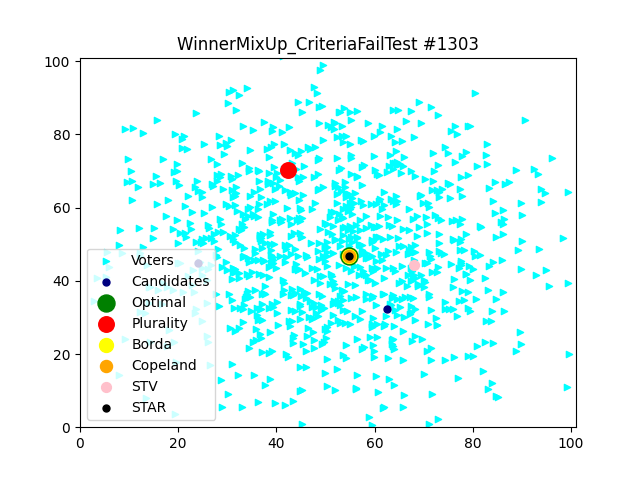 WinnerMixUp_CriteriaFailTest #1303
100
80
60
40
20
0
0 20 40 60 80 100
Voters
Candidates
Optimal
Plurality
Borda
Copeland
STV
STAR